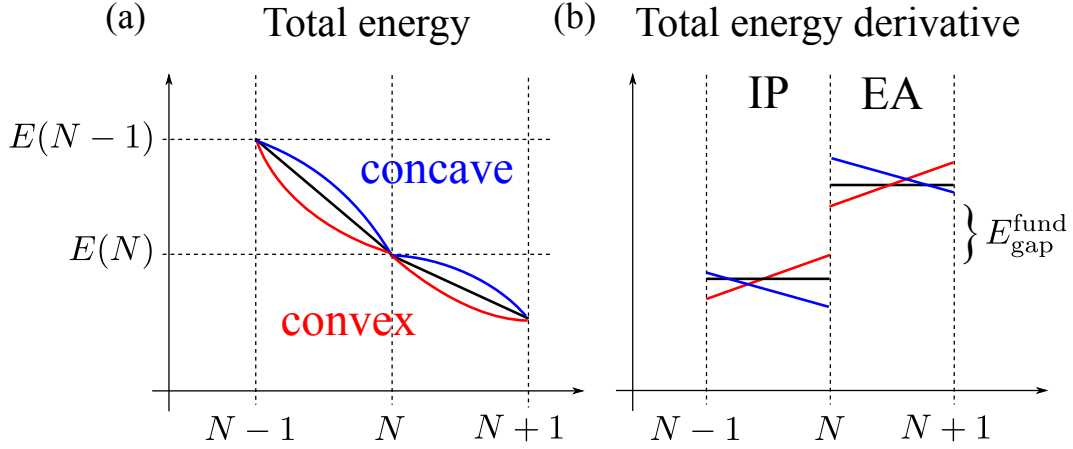 (a) Total energy
E(N − 1)
E(N)
concave
convex
N − 1 N N + 1
(b) Total energy derivative
IP EA
} E_gap^fund
N − 1 N N + 1